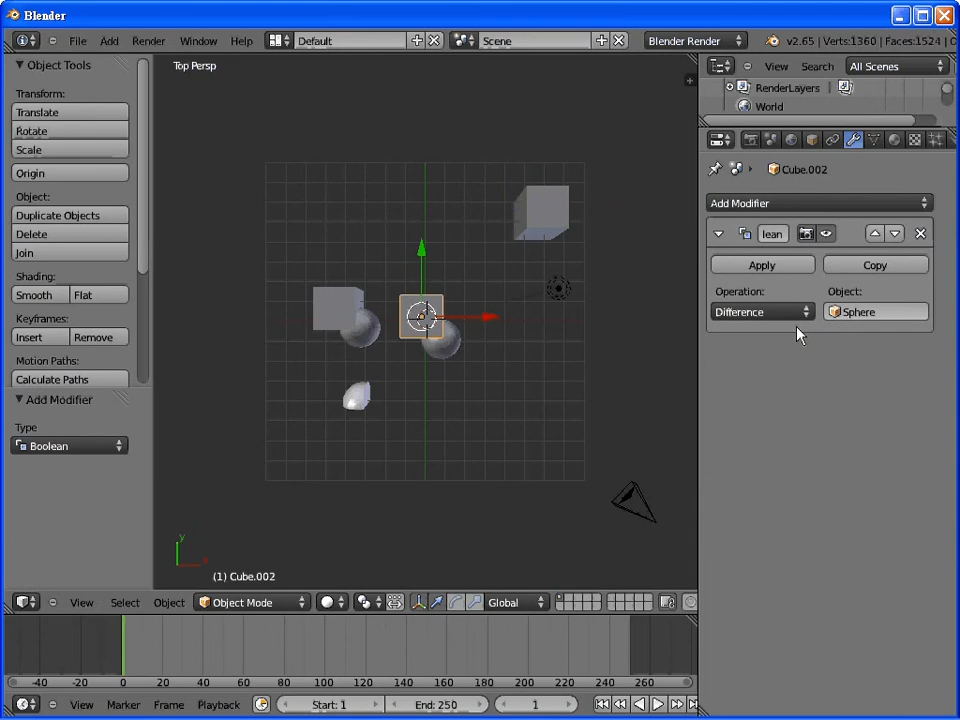 Blender
File Add Render Window Help Default Scene Blender Render v2.65 | Verts:1360 | Faces:1524 |
Object Tools
Transform:
Translate
Rotate
Scale
Origin
Object:
Duplicate Objects
Delete
Join
Shading:
Smooth Flat
Keyframes:
Insert Remove
Motion Paths:
Calculate Paths
Add Modifier
Type
Boolean
Top Persp
y
x
(1) Cube.002
View Search All Scenes
RenderLayers |
World
Cube.002
Add Modifier
lean
Apply Copy
Operation: Object:
Difference Sphere
View Select Object Object Mode Global
-40 -20 0 20 40 60 80 100 120 140 160 180 200 220 240 260
View Marker Frame Playback Start: 1 End: 250 1